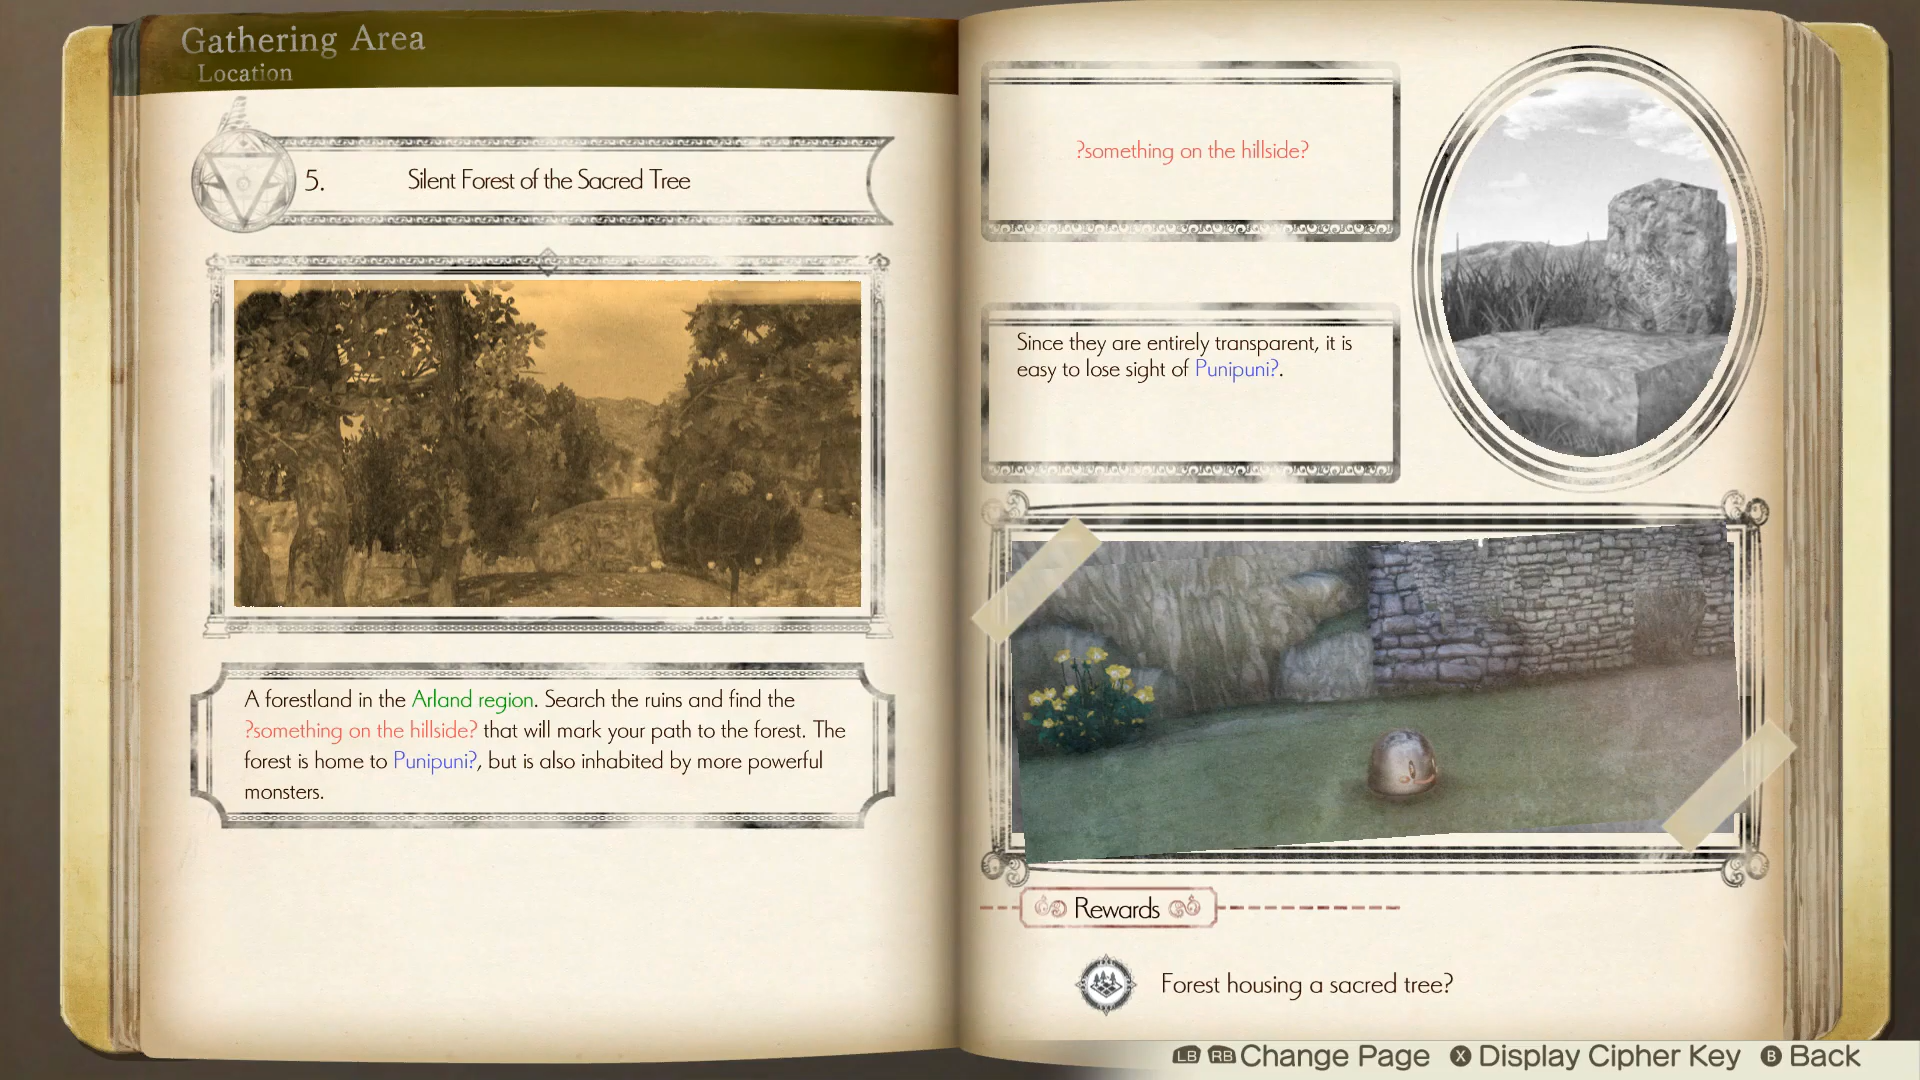 Gathering Area
Location
5. Silent Forest of the Sacred Tree
A forestland in the Arland region. Search the ruins and find the
?something on the hillside? that will mark your path to the forest. The
forest is home to Punipuni?, but is also inhabited by more powerful
monsters.
?something on the hillside?
Since they are entirely transparent, it is
easy to lose sight of Punipuni?.
Rewards
Forest housing a sacred tree?
LB RB Change Page X Display Cipher Key B Back